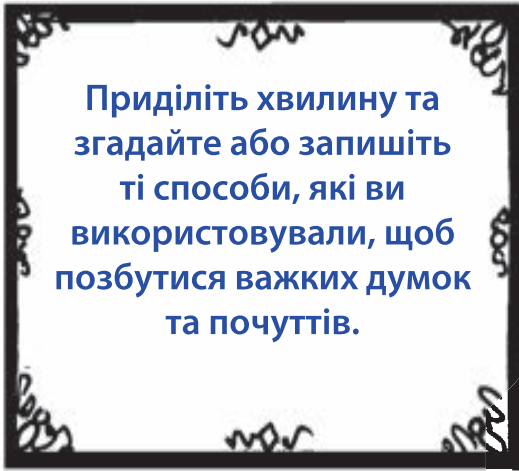 Приділіть хвилину та
згадайте або запишіть
ті способи, які ви
використовували, щоб
позбутися важких думок
та почуттів.